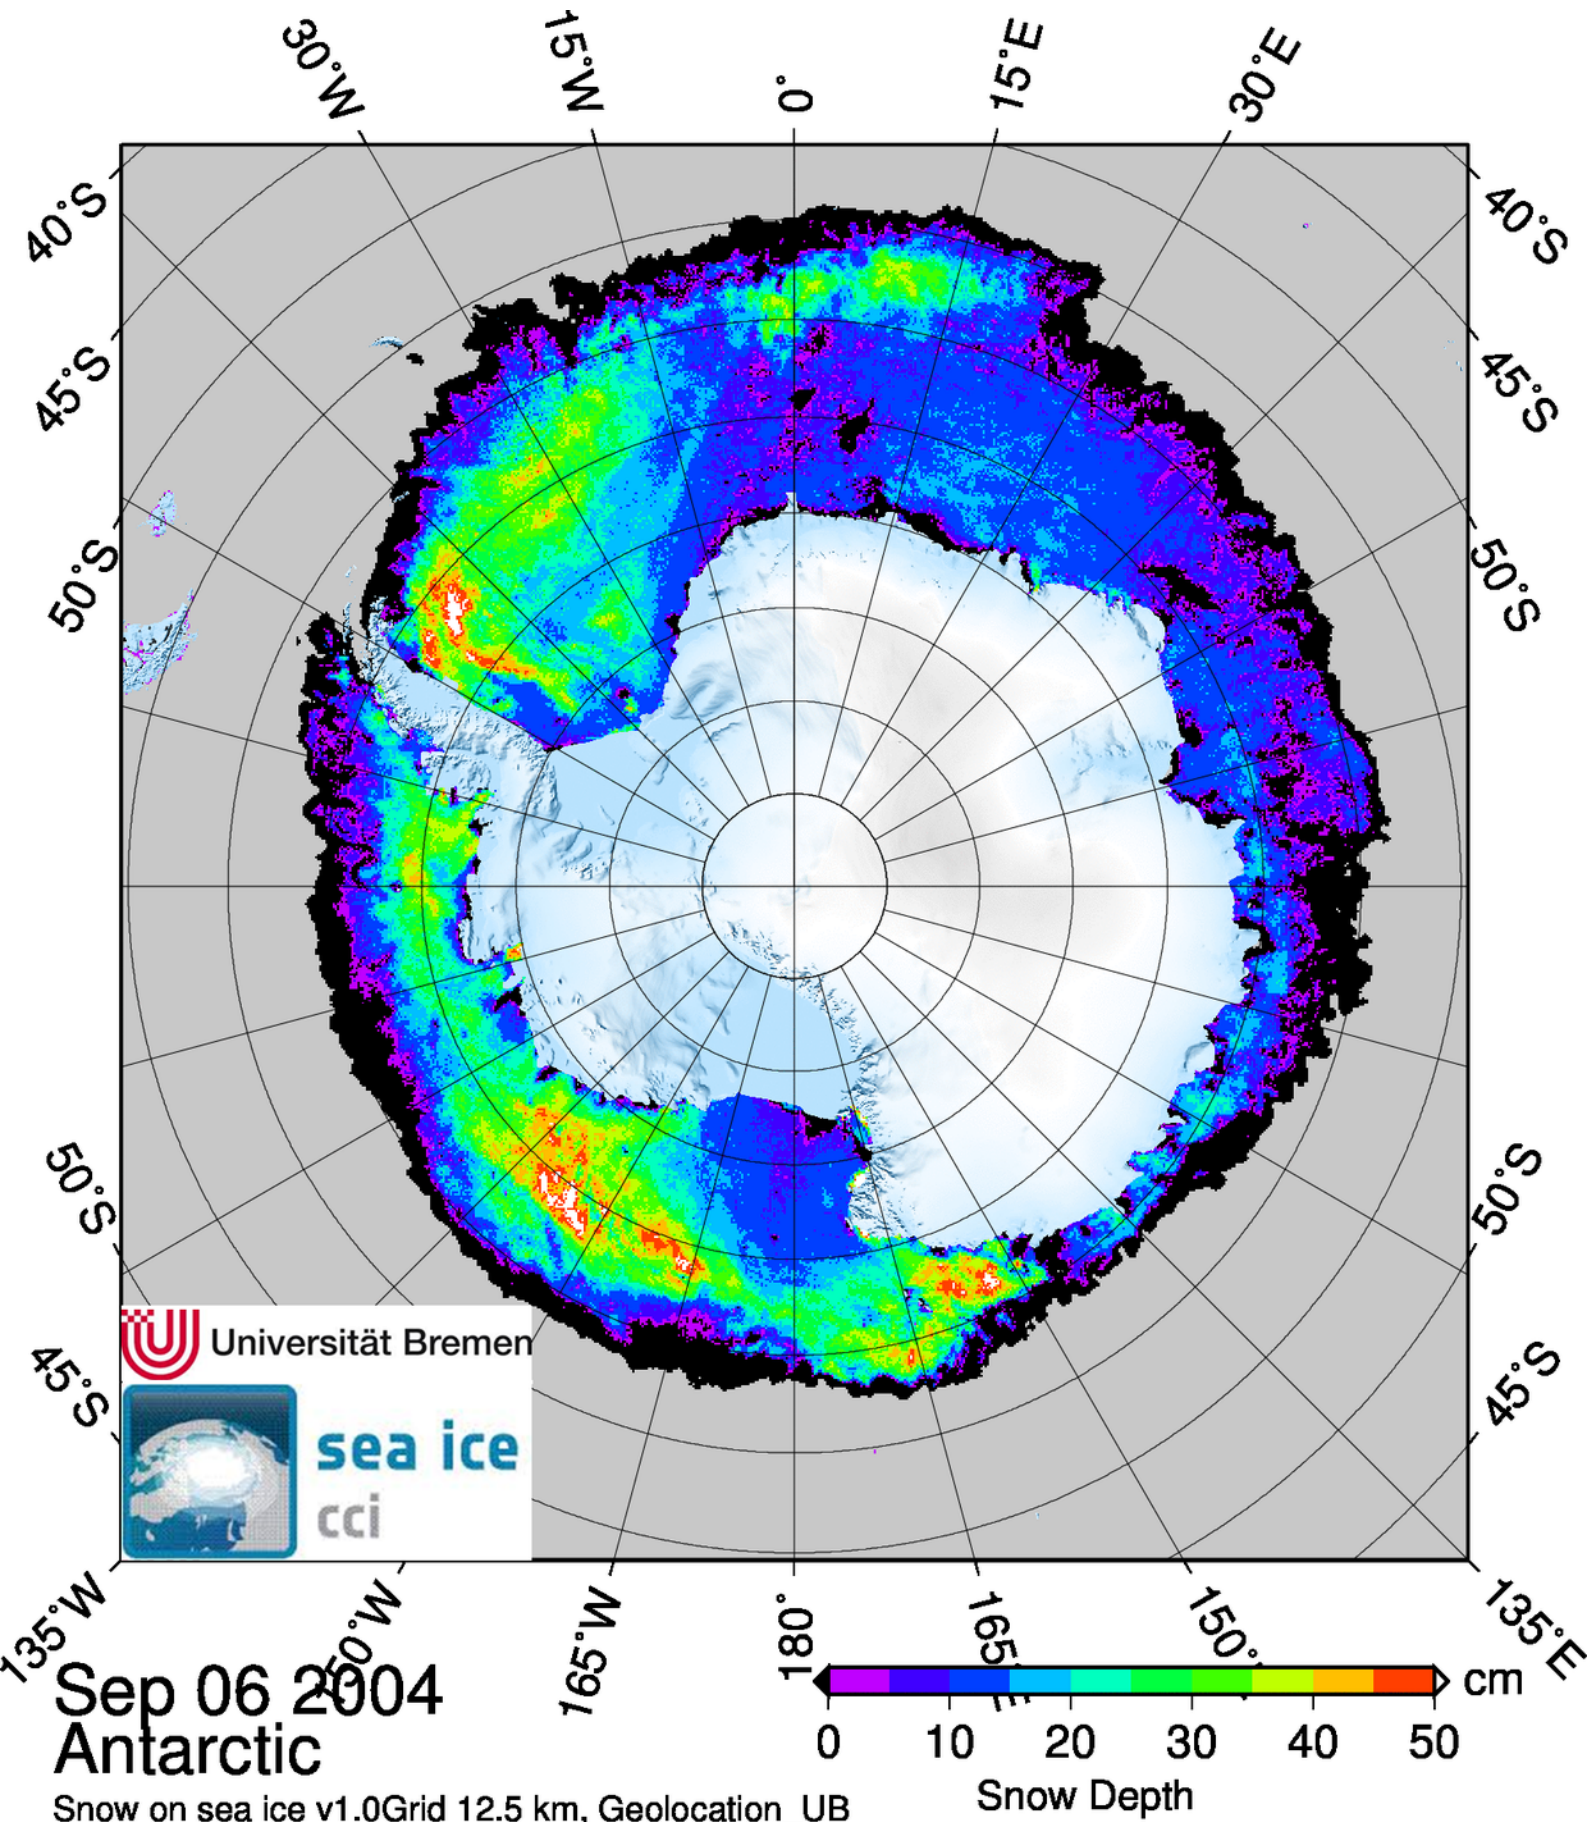 30°W
15°W
0°
15°E
30°E
40°S
40°S
45°S
45°S
50°S
50°S
50°S
50°S
45°S
45°S
Universität Bremen
sea ice
cci
135°W
165°W
180°
135°E
Sep 06 2004
Antarctic
Snow on sea ice v1.0Grid 12.5 km, Geolocation UB
cm
0 10 20 30 40 50
Snow Depth